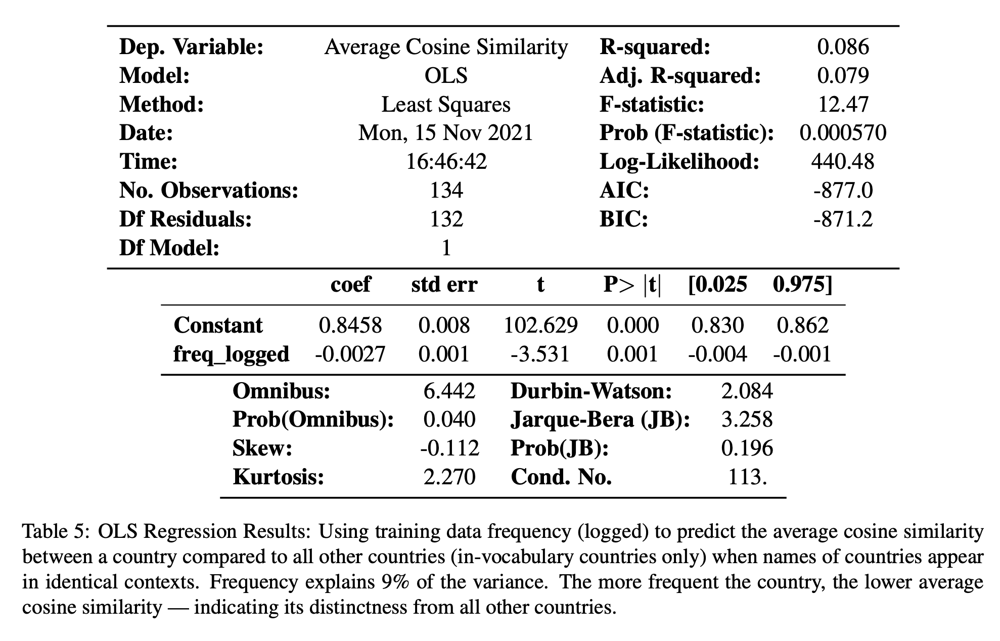 Dep. Variable: Average Cosine Similarity R-squared: 0.086
Model: OLS Adj. R-squared: 0.079
Method: Least Squares F-statistic: 12.47
Date: Mon, 15 Nov 2021 Prob (F-statistic): 0.000570
Time: 16:46:42 Log-Likelihood: 440.48
No. Observations: 134 AIC: -877.0
Df Residuals: 132 BIC: -871.2
Df Model: 1
coef std err t P> |t| [0.025 0.975]
Constant 0.8458 0.008 102.629 0.000 0.830 0.862
freq_logged -0.0027 0.001 -3.531 0.001 -0.004 -0.001
Omnibus: 6.442 Durbin-Watson: 2.084
Prob(Omnibus): 0.040 Jarque-Bera (JB): 3.258
Skew: -0.112 Prob(JB): 0.196
Kurtosis: 2.270 Cond. No. 113.
Table 5: OLS Regression Results: Using training data frequency (logged) to predict the average cosine similarity
between a country compared to all other countries (in-vocabulary countries only) when names of countries appear
in identical contexts. Frequency explains 9% of the variance. The more frequent the country, the lower average
cosine similarity — indicating its distinctness from all other countries.